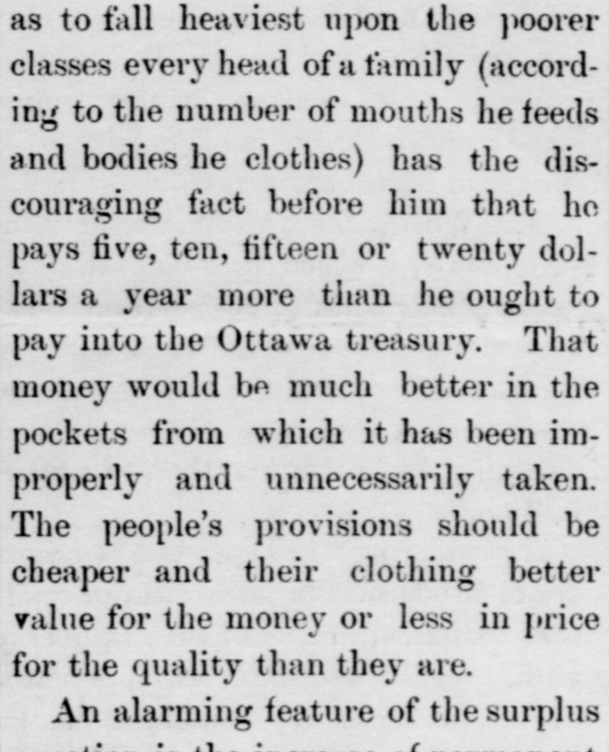 as to fall heaviest upon the poorer
classes every head of a family (accord-
ing to the number of mouths he feeds
and bodies he clothes) has the dis-
couraging fact before him that he
pays five, ten, fifteen or twenty dol-
lars a year more than he ought to
pay into the Ottawa treasury. That
money would be much better in the
pockets from which it has been im-
properly and unnecessarily taken.
The people's provisions should be
cheaper and their clothing better
value for the money or less in price
for the quality than they are.
An alarming feature of the surplus
is the increase of